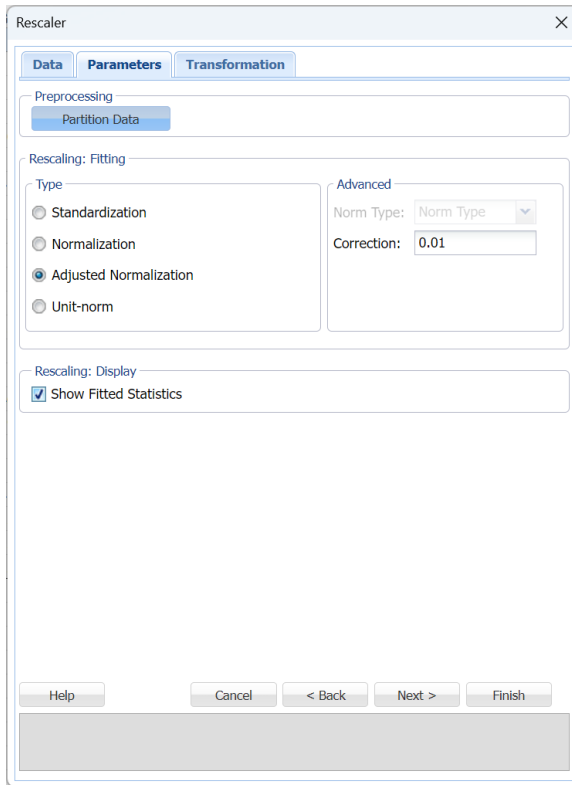 Rescaler
Data Parameters Transformation
Preprocessing
Partition Data
Rescaling: Fitting
Type
Standardization
Normalization
Adjusted Normalization
Unit-norm
Advanced
Norm Type: Norm Type
Correction: 0.01
Rescaling: Display
Show Fitted Statistics
Help Cancel < Back Next > Finish